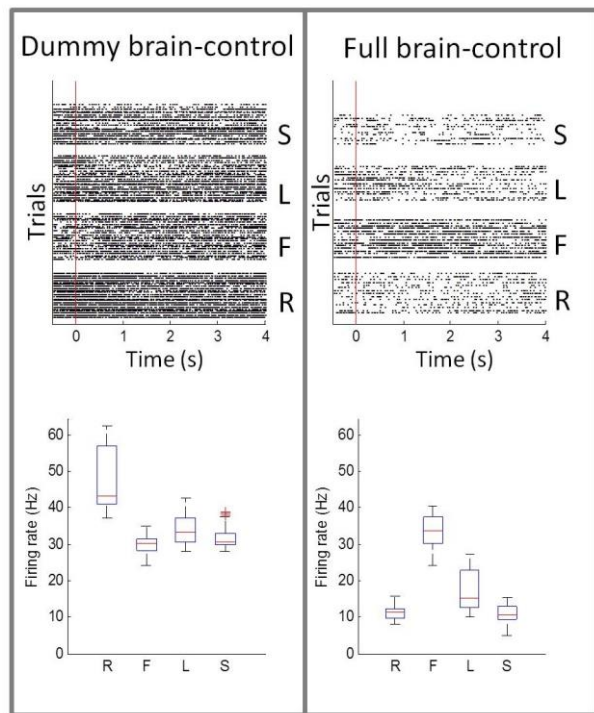 Dummy brain-control
Trials
S
L
F
R
0 1 2 3 4
Time (s)
Firing rate (Hz)
60
50
40
30
20
10
0
R F L S
Full brain-control
Trials
S
L
F
R
0 1 2 3 4
Time (s)
Firing rate (Hz)
60
50
40
30
20
10
0
R F L S